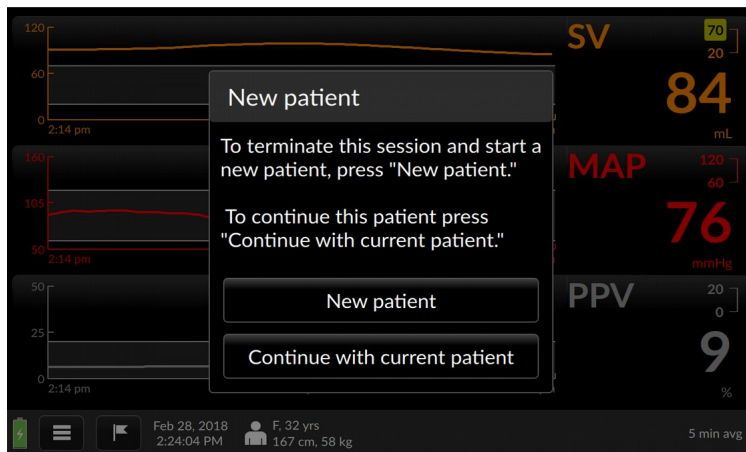 120
60
0
2:14 pm
SV
70
20
84
mL
160
105
50
2:14 pm
MAP
120
60
76
mmHg
50
25
0
2:14 pm
PPV
20
0
9
%
New patient
To terminate this session and start a
new patient, press "New patient."
To continue this patient press
"Continue with current patient."
New patient
Continue with current patient
Feb 28, 2018
2:24:04 PM
F, 32 yrs
167 cm, 58 kg
5 min avg